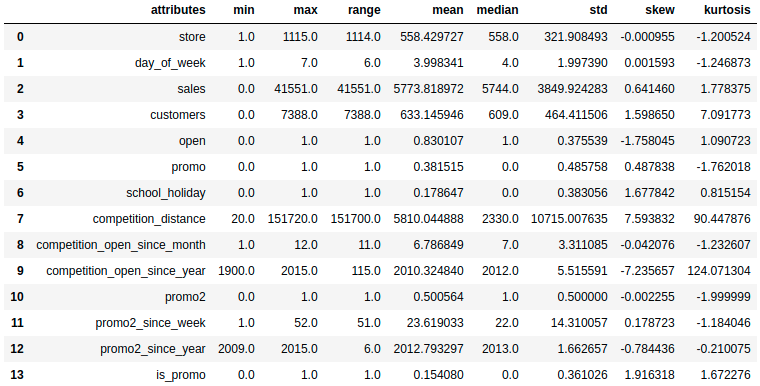 attributes min max range mean median std skew kurtosis
0 store 1.0 1115.0 1114.0 558.429727 558.0 321.908493 -0.000955 -1.200524
1 day_of_week 1.0 7.0 6.0 3.998341 4.0 1.997390 0.001593 -1.246873
2 sales 0.0 41551.0 41551.0 5773.818972 5744.0 3849.924283 0.641460 1.778375
3 customers 0.0 7388.0 7388.0 633.145946 609.0 464.411506 1.598650 7.091773
4 open 0.0 1.0 1.0 0.830107 1.0 0.375539 -1.758045 1.090723
5 promo 0.0 1.0 1.0 0.381515 0.0 0.485758 0.487838 -1.762018
6 school_holiday 0.0 1.0 1.0 0.178647 0.0 0.383056 1.677842 0.815154
7 competition_distance 20.0 151720.0 151700.0 5810.044888 2330.0 10715.007635 7.593832 90.447876
8 competition_open_since_month 1.0 12.0 11.0 6.786849 7.0 3.311085 -0.042076 -1.232607
9 competition_open_since_year 1900.0 2015.0 115.0 2010.324840 2012.0 5.515591 -7.235657 124.071304
10 promo2 0.0 1.0 1.0 0.500564 1.0 0.500000 -0.002255 -1.999999
11 promo2_since_week 1.0 52.0 51.0 23.619033 22.0 14.310057 0.178723 -1.184046
12 promo2_since_year 2009.0 2015.0 6.0 2012.793297 2013.0 1.662657 -0.784436 -0.210075
13 is_promo 0.0 1.0 1.0 0.154080 0.0 0.361026 1.916318 1.672276